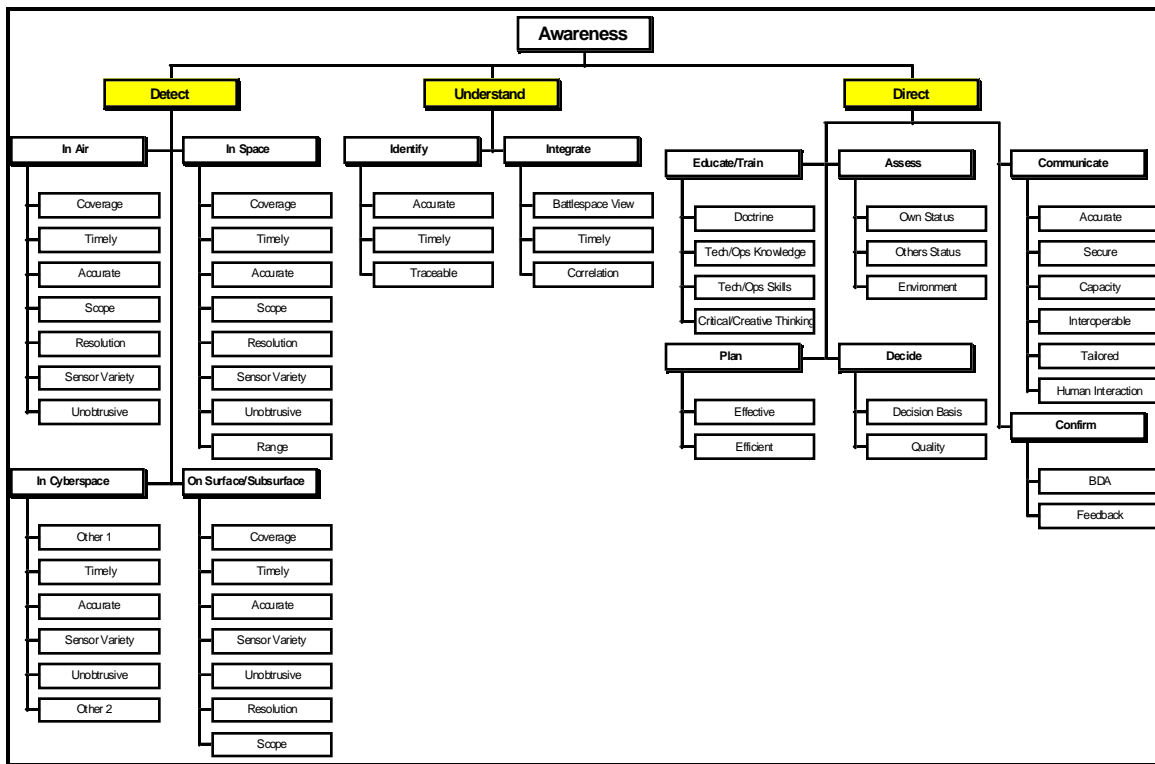 Awareness
Detect
Understand
Direct
In Air
Coverage
Timely
Accurate
Scope
Resolution
Sensor Variety
Unobtrusive
In Space
Coverage
Timely
Accurate
Scope
Resolution
Sensor Variety
Unobtrusive
Range
In Cyberspace
Other 1
Timely
Accurate
Sensor Variety
Unobtrusive
Other 2
On Surface/Subsurface
Coverage
Timely
Accurate
Sensor Variety
Unobtrusive
Resolution
Scope
Identify
Accurate
Timely
Traceable
Integrate
Battlespace View
Timely
Correlation
Educate/Train
Doctrine
Tech/Ops Knowledge
Tech/Ops Skills
Critical/Creative Thinking
Assess
Own Status
Others Status
Environment
Plan
Effective
Efficient
Decide
Decision Basis
Quality
Communicate
Accurate
Secure
Capacity
Interoperable
Tailored
Human Interaction
Confirm
BDA
Feedback